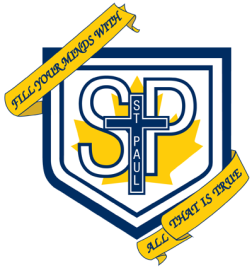 FILL YOUR MINDS WITH
SP
ST PAUL
ALL THAT IS TRUE